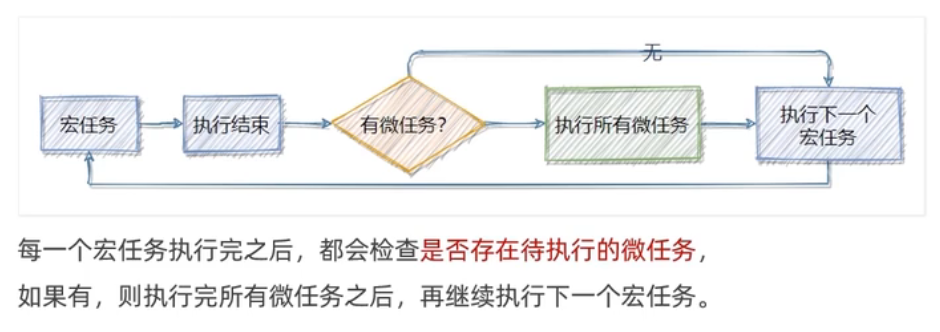 无
宏任务
执行结束
有微任务?
执行所有微任务
执行下一个
宏任务
每一个宏任务执行完之后，都会检查是否存在待执行的微任务，
如果有，则执行完所有微任务之后，再继续执行下一个宏任务。